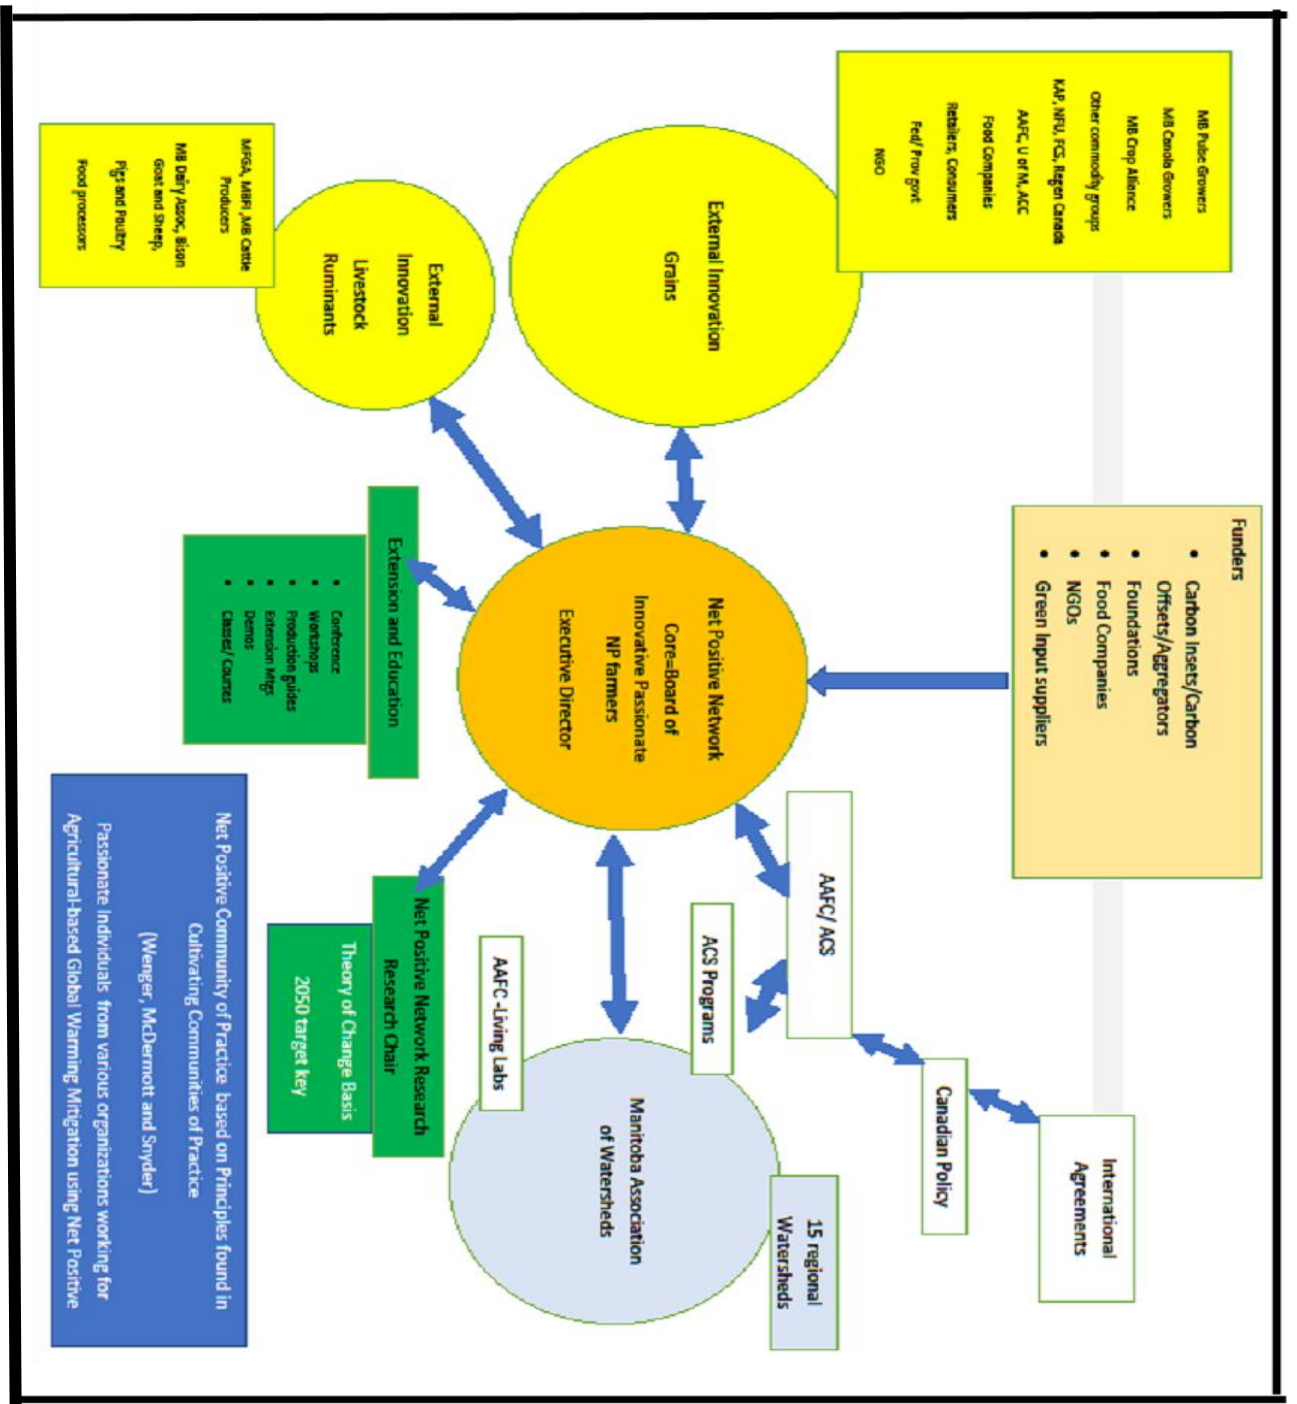 MB Pulse Growers
MB Canola Growers
MB Crop Alliance
Other commodity groups
KAP, NFU, FCS, Regen Canada
AAFC, U of M, ACC
Food Companies
Retailers, Consumers
Fed/ Prov govt
NGO
External Innovation
Grains
MFGA, MBFI ,MB Cattle
Producers
MB Dairy Assoc, Bison
Goat and Sheep,
Pigs and Poultry
Food processors
External
Innovation
Livestock
Ruminants
Funders
• Carbon Insets/Carbon
Offsets/Aggregators
• Foundations
• Food Companies
• NGOs
• Green Input suppliers
Net Positive Network
Core=Board of
Innovative Passionate
NP farmers
Executive Director
Extension and Education
• Conference
• Workshops
• Production guides
• Extension Mtgs
• Demos
• Classes/ Courses
International
Agreements
Canadian Policy
AAFC/ ACS
ACS Programs
15 regional
Watersheds
Manitoba Association
of Watersheds
AAFC -Living Labs
Net Positive Network Research
Research Chair
Theory of Change Basis
2050 target key
Net Positive Community of Practice based on Principles found in
Cultivating Communities of Practice
(Wenger, McDermott and Snyder)
Passionate Individuals from various organizations working for
Agricultural-based Global Warming Mitigation using Net Positive